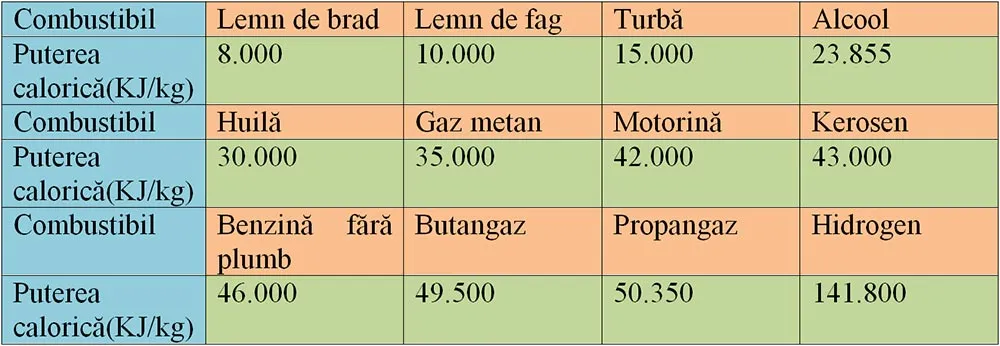 Combustibil Lemn de brad Lemn de fag Turbă Alcool
Puterea calorică(KJ/kg) 8.000 10.000 15.000 23.855
Combustibil Huilă Gaz metan Motorină Kerosen
Puterea calorică(KJ/kg) 30.000 35.000 42.000 43.000
Combustibil Benzină fără plumb Butangaz Propangaz Hidrogen
Puterea calorică(KJ/kg) 46.000 49.500 50.350 141.800